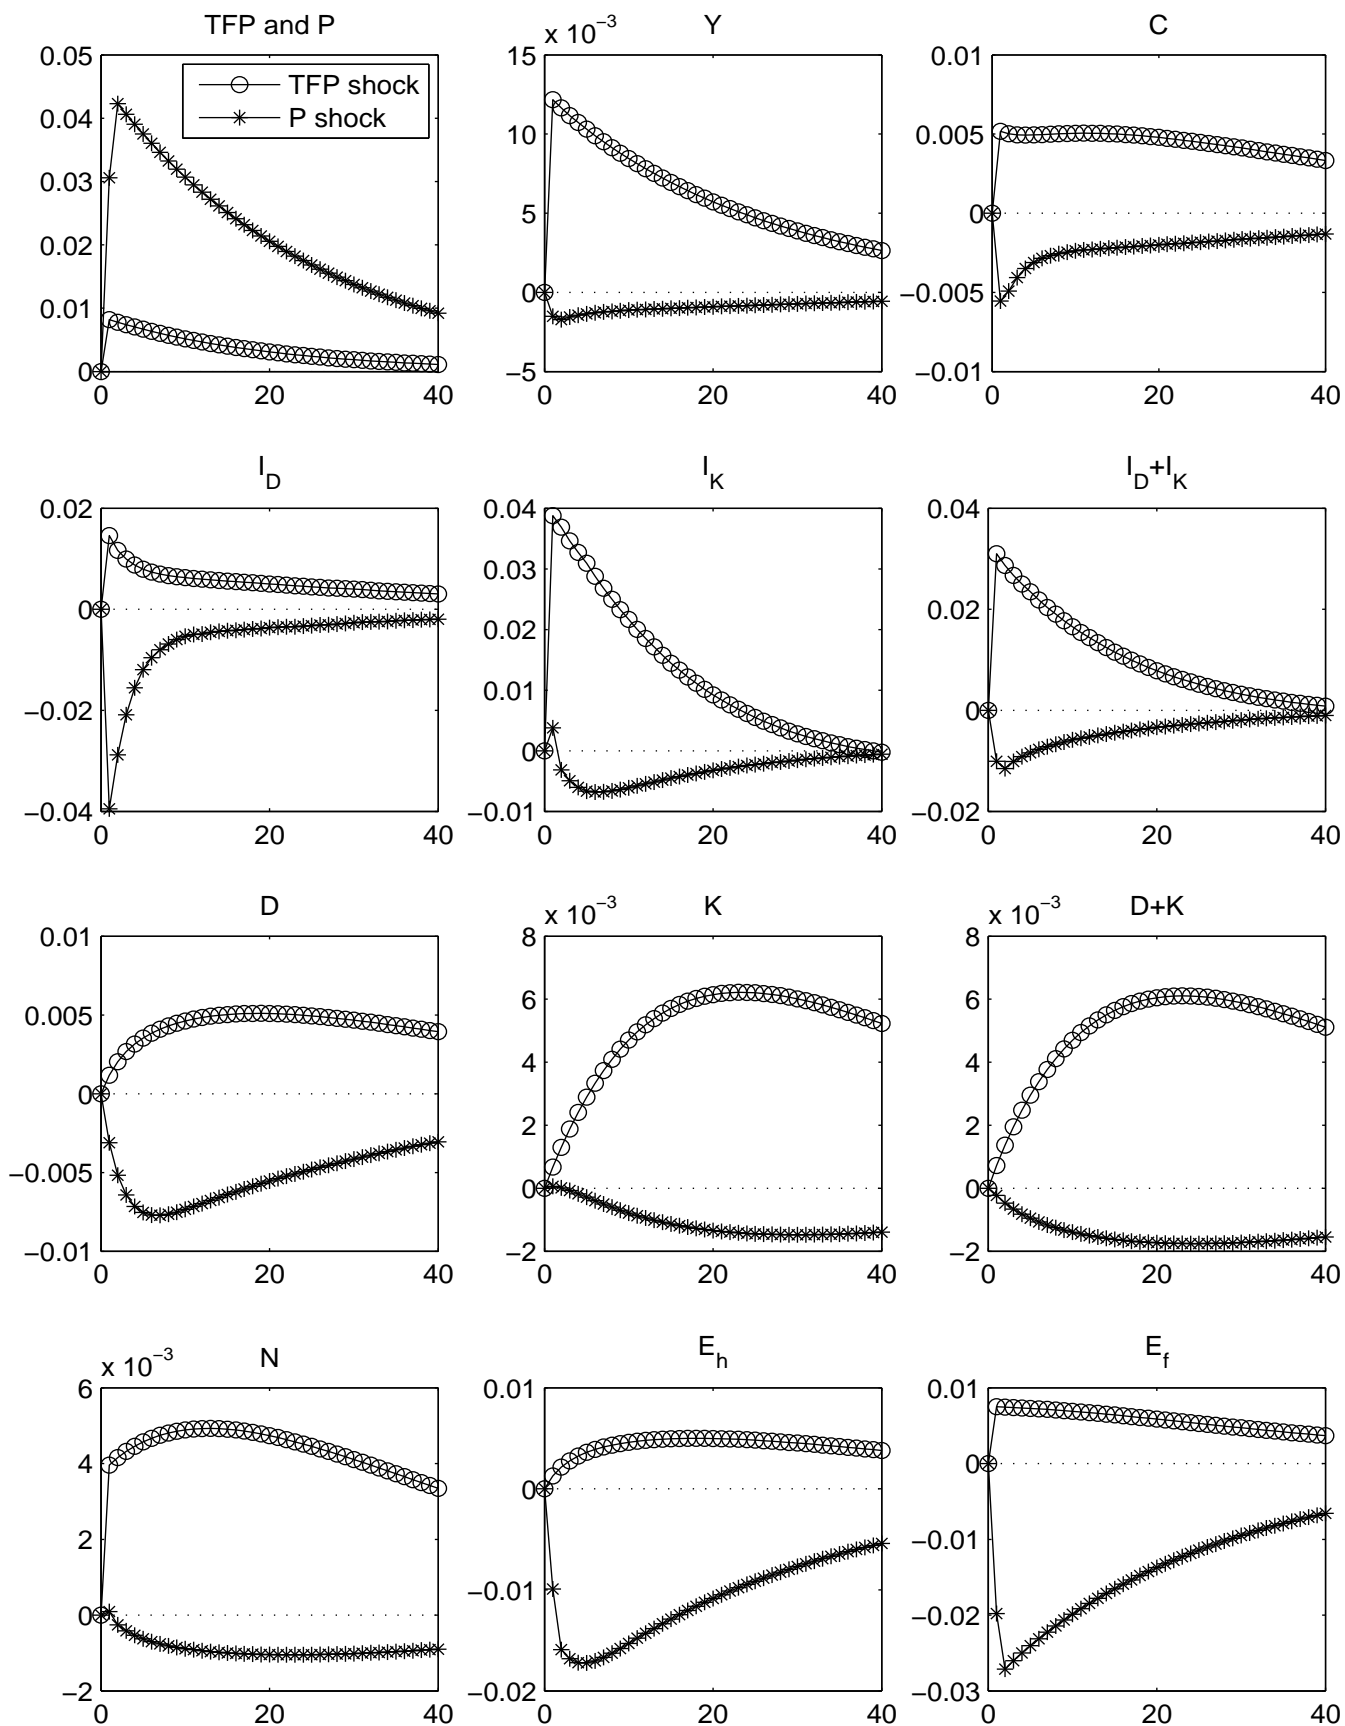 TFP and P
0.05
0.04
0.03
0.02
0.01
0
0 20 40
TFP shock
P shock
Y
x 10−3
15
10
5
0
−5
0 20 40
C
0.01
0.005
0
−0.005
−0.01
0 20 40
I_D
0.02
0
−0.02
−0.04
0 20 40
I_K
0.04
0.03
0.02
0.01
0
−0.01
0 20 40
I_D+I_K
0.04
0.02
0
−0.02
0 20 40
D
0.01
0.005
0
−0.005
−0.01
0 20 40
K
x 10−3
8
6
4
2
0
−2
0 20 40
D+K
x 10−3
8
6
4
2
0
−2
0 20 40
N
x 10−3
6
4
2
0
−2
0 20 40
E_h
0.01
0
−0.01
−0.02
0 20 40
E_f
0.01
0
−0.01
−0.02
−0.03
0 20 40